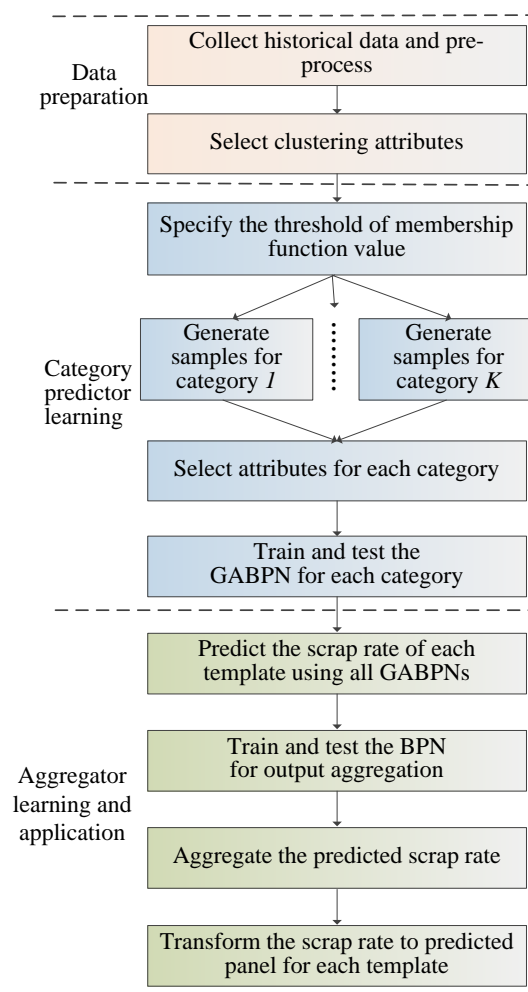 Data
preparation
Collect historical data and pre-
process
Select clustering attributes
Category
predictor
learning
Specify the threshold of membership
function value
Generate
samples for
category 1
Generate
samples for
category K
Select attributes for each category
Train and test the
GABPN for each category
Aggregator
learning and
application
Predict the scrap rate of each
template using all GABPNs
Train and test the BPN
for output aggregation
Aggregate the predicted scrap rate
Transform the scrap rate to predicted
panel for each template